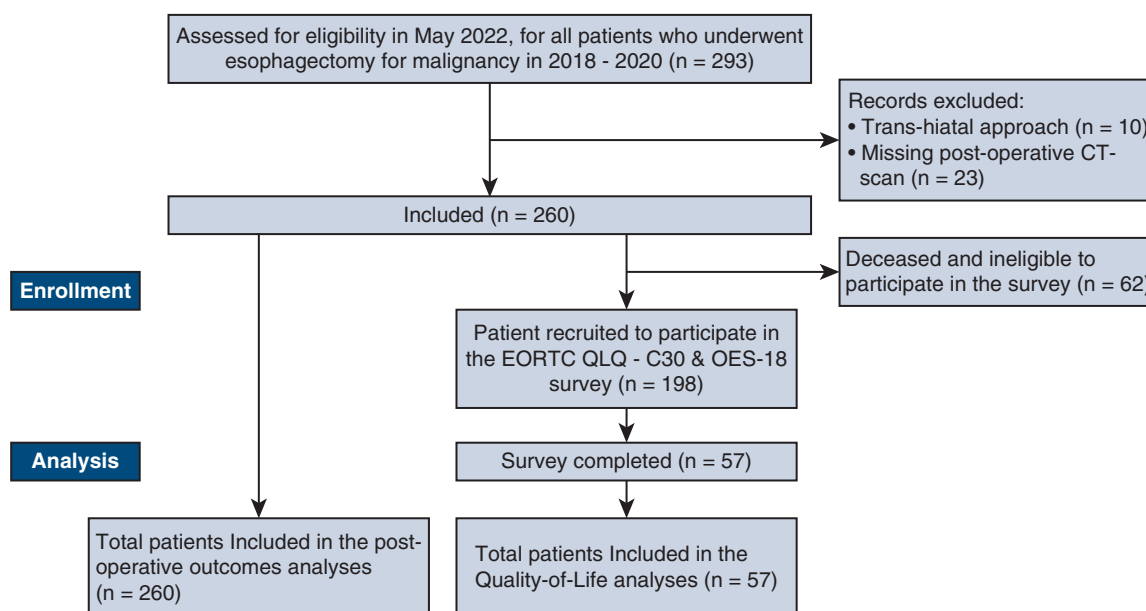 Assessed for eligibility in May 2022, for all patients who underwent
esophagectomy for malignancy in 2018 - 2020 (n = 293)
Records excluded:
• Trans-hiatal approach (n = 10)
• Missing post-operative CT-
scan (n = 23)
Included (n = 260)
Deceased and ineligible to
participate in the survey (n = 62)
Enrollment
Patient recruited to participate in
the EORTC QLQ - C30 & OES-18
survey (n = 198)
Analysis
Survey completed (n = 57)
Total patients Included in the post-
operative outcomes analyses
(n = 260)
Total patients Included in the
Quality-of-Life analyses (n = 57)